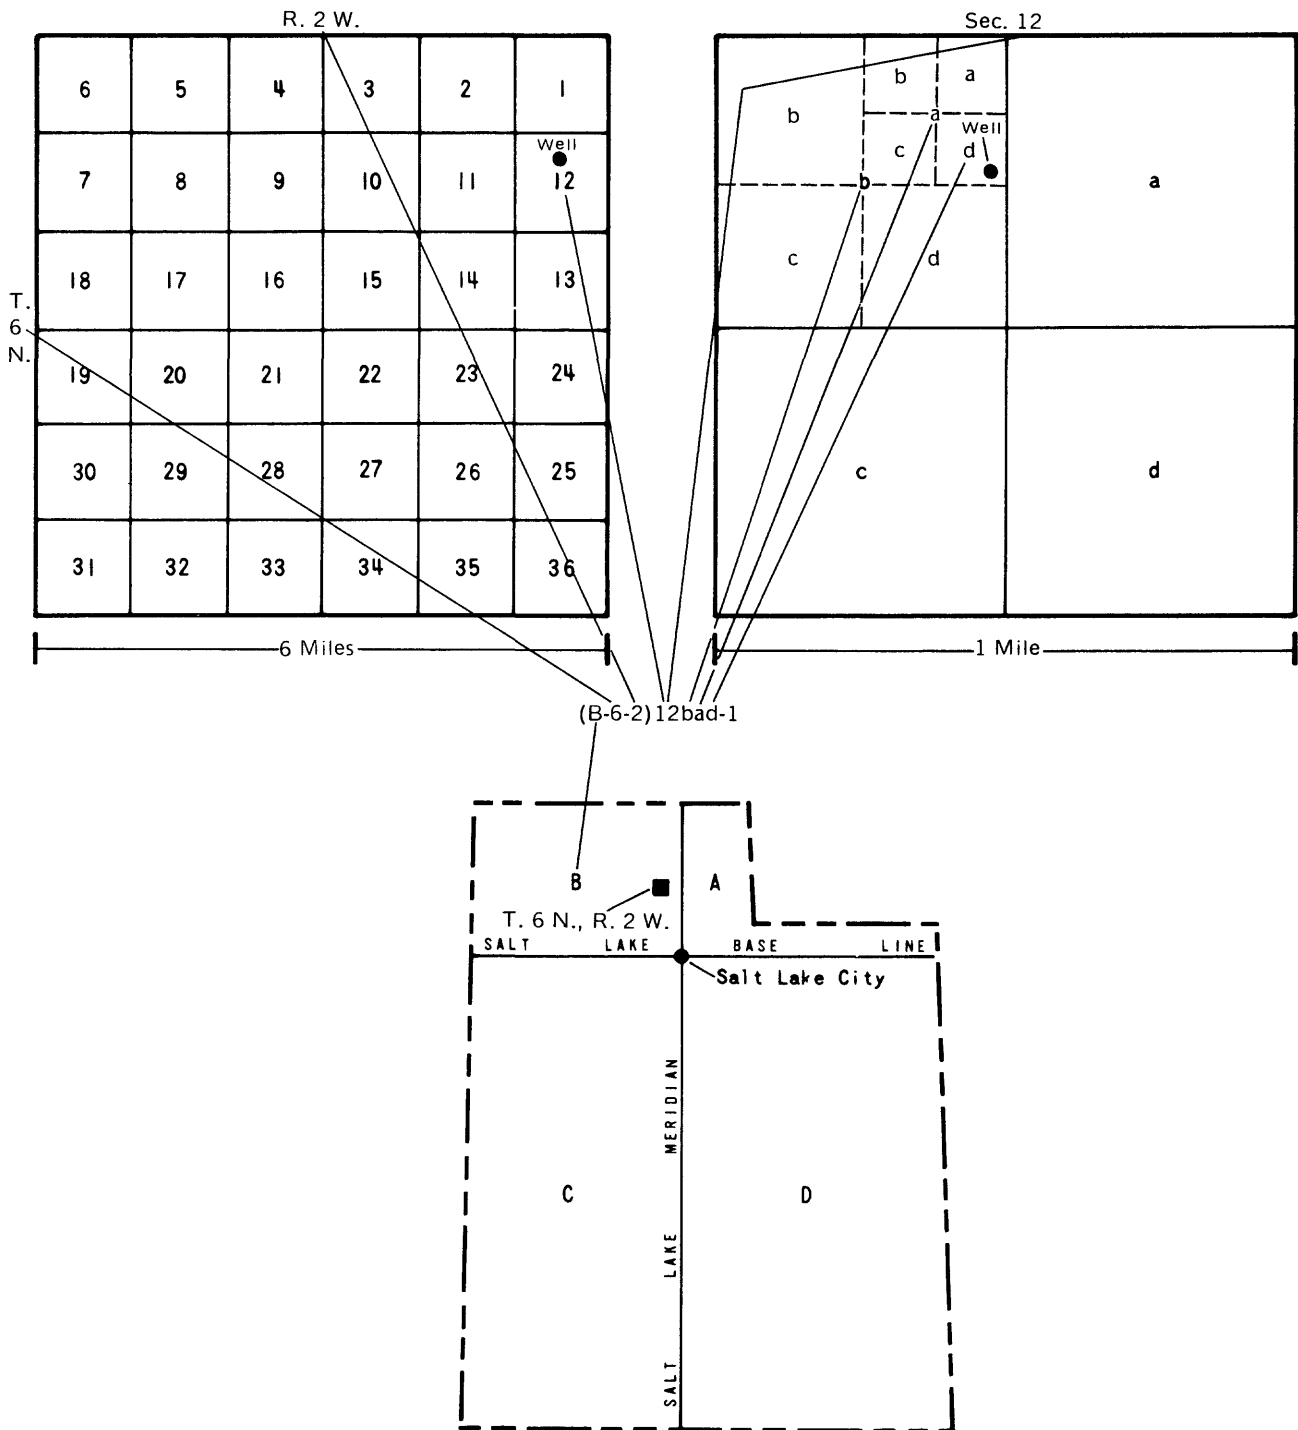 R. 2 W.
Sec. 12
6 5 4 3 2 1
Well
7 8 9 10 11 12
18 17 16 15 14 13
T.
6
N.
19 20 21 22 23 24
30 29 28 27 26 25
31 32 33 34 35 36
6 Miles
b a
b
a
Well
c d
b
a
c d
c d
1 Mile
(B-6-2)12bad-1
B A
T. 6 N., R. 2 W.
SALT LAKE BASE LINE
Salt Lake City
C D
SALT LAKE MERIDIAN